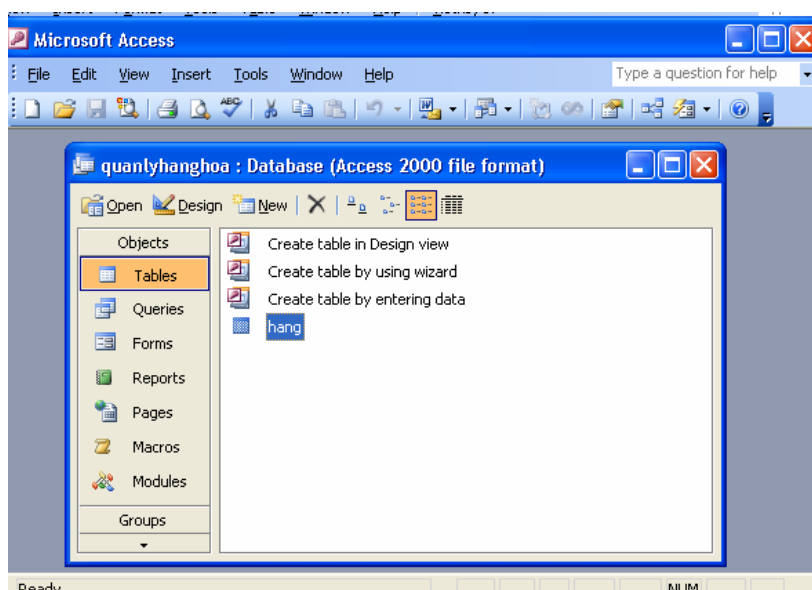 Microsoft Access
File Edit View Insert Tools Window Help Type a question for help
quanlyhanghoa : Database (Access 2000 file format)
Open Design New
Objects
Tables
Queries
Forms
Reports
Pages
Macros
Modules
Groups
Create table in Design view
Create table by using wizard
Create table by entering data
hang
Ready NUM